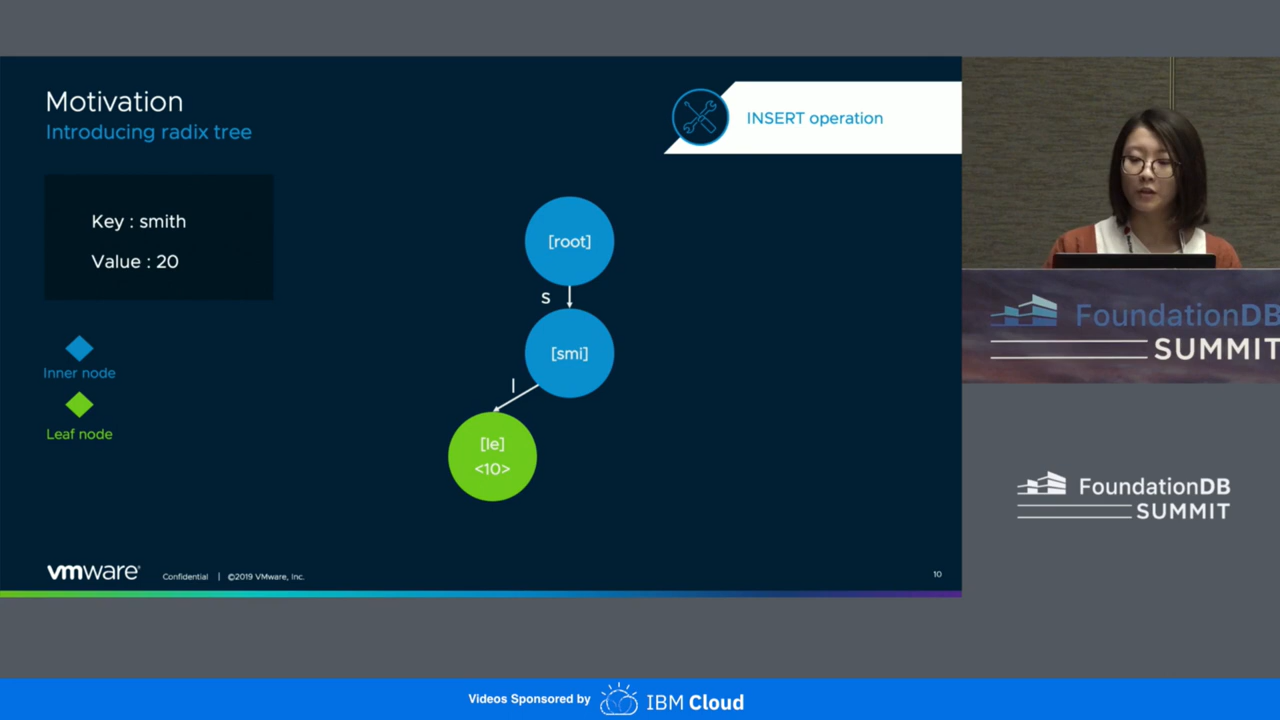 Motivation
Introducing radix tree
INSERT operation
Key : smith
Value : 20
Inner node
Leaf node
[root]
s
[smi]
l
[le]
<10>
vmware
Confidential | ©2019 VMware, Inc.
10
FoundationDB
SUMMIT
FoundationDB
SUMMIT
Videos Sponsored by IBM Cloud